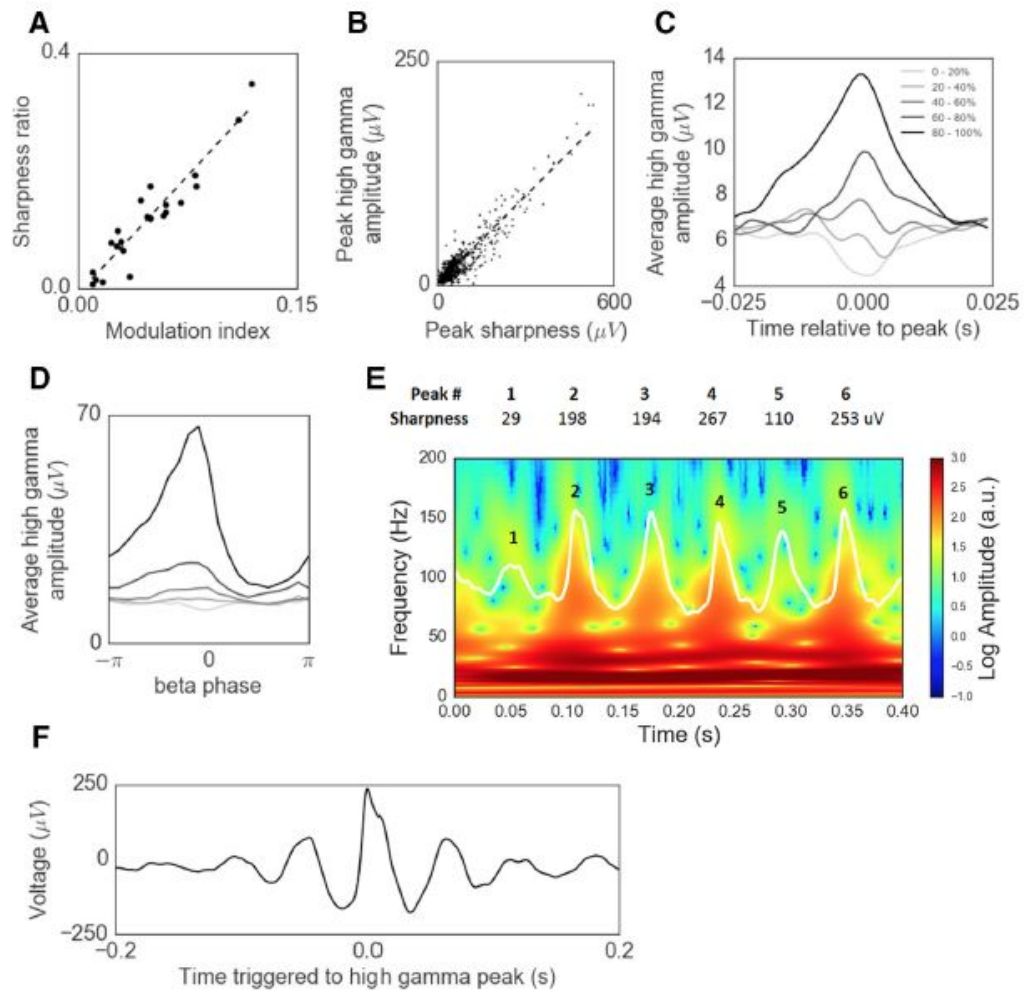 A
0.4
Sharpness ratio
0.0
0.00
0.15
Modulation index
B
250
Peak high gamma
amplitude (μV)
0
0
600
Peak sharpness (μV)
C
14
12
10
8
6
4
Average high gamma
amplitude (μV)
0 - 20%
20 - 40%
40 - 60%
60 - 80%
80 - 100%
−0.025
0.000
0.025
Time relative to peak (s)
D
70
Average high gamma
amplitude (μV)
0
−π
0
π
beta phase
E
Peak # 1 2 3 4 5 6
Sharpness 29 198 194 267 110 253 uV
200
150
100
50
0
Frequency (Hz)
1
2
3
4
5
6
0.00 0.05 0.10 0.15 0.20 0.25 0.30 0.35 0.40
Time (s)
3.0
2.5
2.0
1.5
1.0
0.5
0.0
−0.5
−1.0
Log Amplitude (a.u.)
F
250
0
−250
Voltage (μV)
−0.2
0.0
0.2
Time triggered to high gamma peak (s)